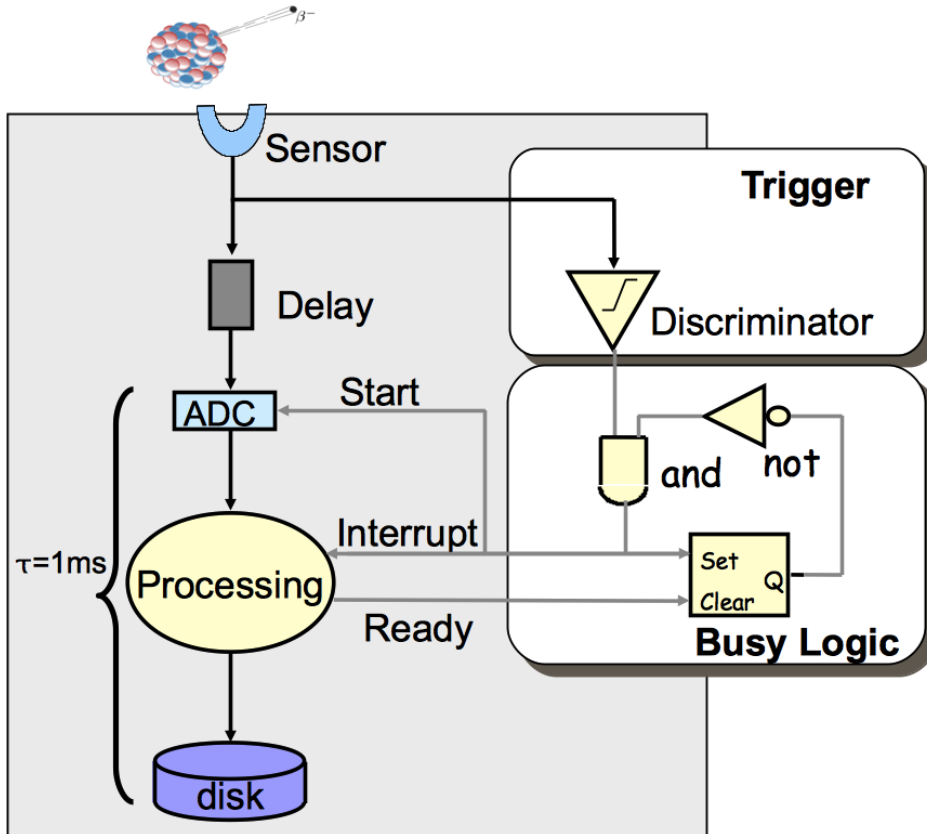 β⁻
Sensor
Trigger
Delay
Discriminator
Start
ADC
and
not
Interrupt
τ=1ms
Processing
Set
Q
Clear
Ready
Busy Logic
disk